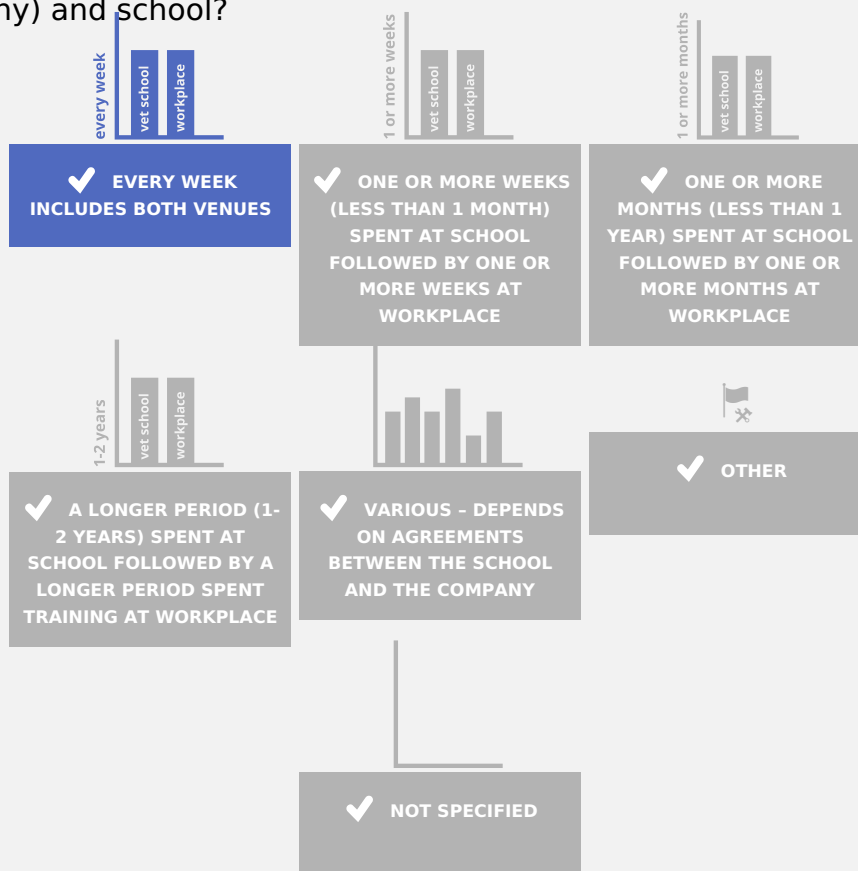 ny) and school?
every week
vet school
workplace
EVERY WEEK
INCLUDES BOTH VENUES
1 or more weeks
vet school
workplace
ONE OR MORE WEEKS
(LESS THAN 1 MONTH)
SPENT AT SCHOOL
FOLLOWED BY ONE OR
MORE WEEKS AT
WORKPLACE
1 or more months
vet school
workplace
ONE OR MORE
MONTHS (LESS THAN 1
YEAR) SPENT AT SCHOOL
FOLLOWED BY ONE OR
MORE MONTHS AT
WORKPLACE
1-2 years
vet school
workplace
A LONGER PERIOD (1-
2 YEARS) SPENT AT
SCHOOL FOLLOWED BY A
LONGER PERIOD SPENT
TRAINING AT WORKPLACE
VARIOUS – DEPENDS
ON AGREEMENTS
BETWEEN THE SCHOOL
AND THE COMPANY
OTHER
NOT SPECIFIED